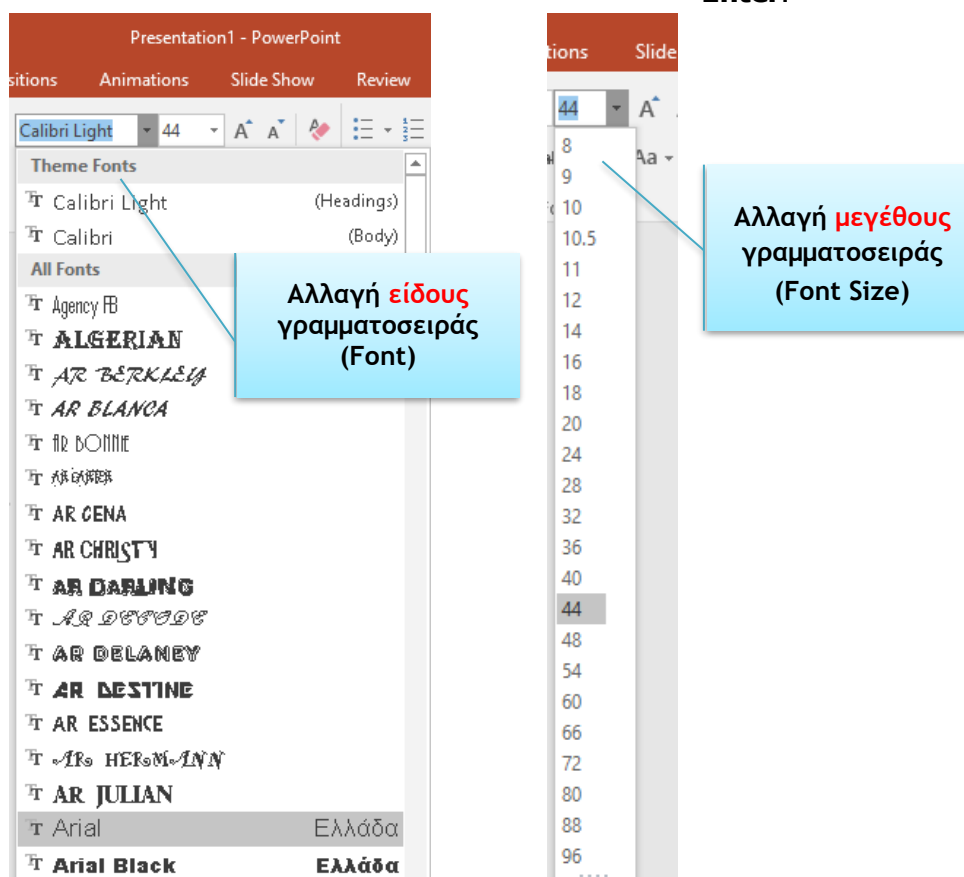 Presentation1 - PowerPoint
Animations
Slide Show
Review
Calibri Light
44
Theme Fonts
Calibri Light (Headings)
Calibri (Body)
All Fonts
Agency FB
ALGERIAN
AR BERKLEY
AR BLANCA
AR BONNIE
AR CENA
AR CHRISTY
AR DARLING
AR DECODE
AR DELANEY
AR DESTINE
AR ESSENCE
AR HERMANN
AR JULIAN
Arial Ελλάδα
Arial Black Ελλάδα
Αλλαγή είδους
γραμματοσειράς
(Font)
Slide
44
Aa
8
9
10
10.5
11
12
14
16
18
20
24
28
32
36
40
44
48
54
60
66
72
80
88
96
Αλλαγή μεγέθους
γραμματοσειράς
(Font Size)